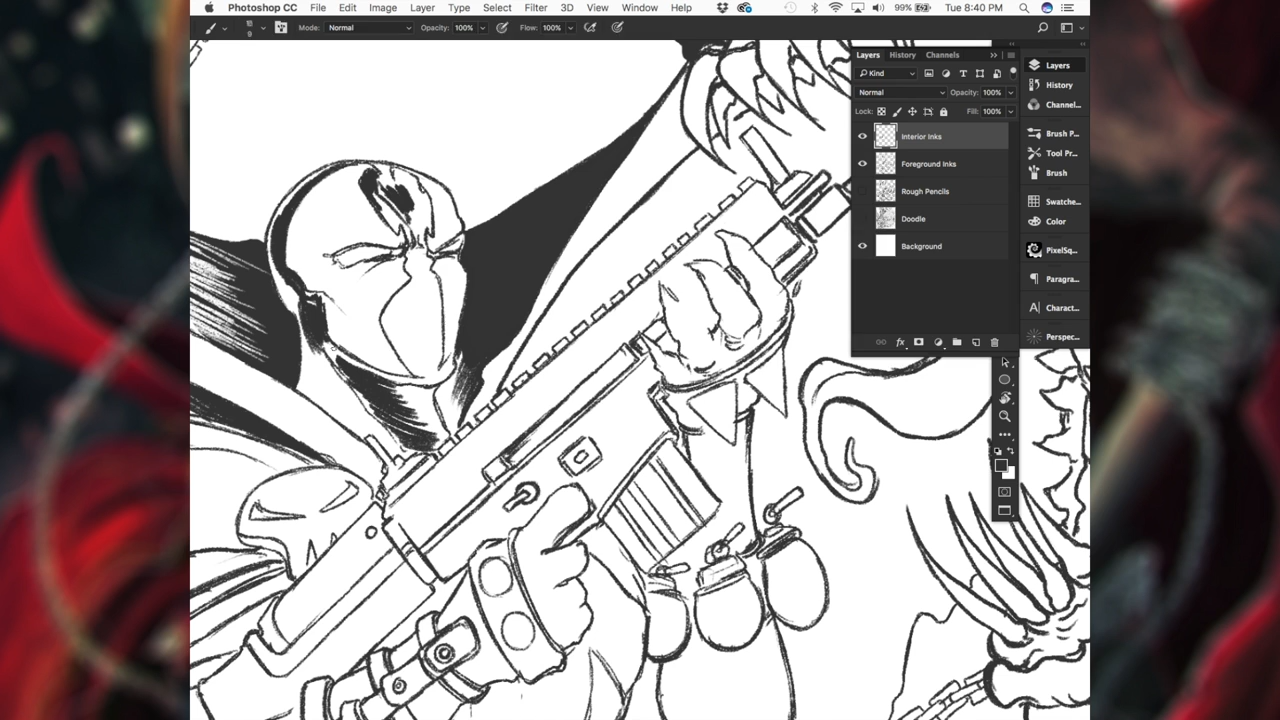 Photoshop CC File Edit Image Layer Type Select Filter 3D View Window Help 99% Tue 8:40 PM
9 Mode: Normal Opacity: 100% Flow: 100%
Layers History Channels
Kind
Normal Opacity: 100%
Lock: Fill: 100%
Interior Inks
Foreground Inks
Rough Pencils
Doodle
Background
fx
Layers
History
Channel...
Brush P...
Tool Pr...
Brush
Swatche...
Color
PixelSq...
Paragra...
Charact...
Perspec...